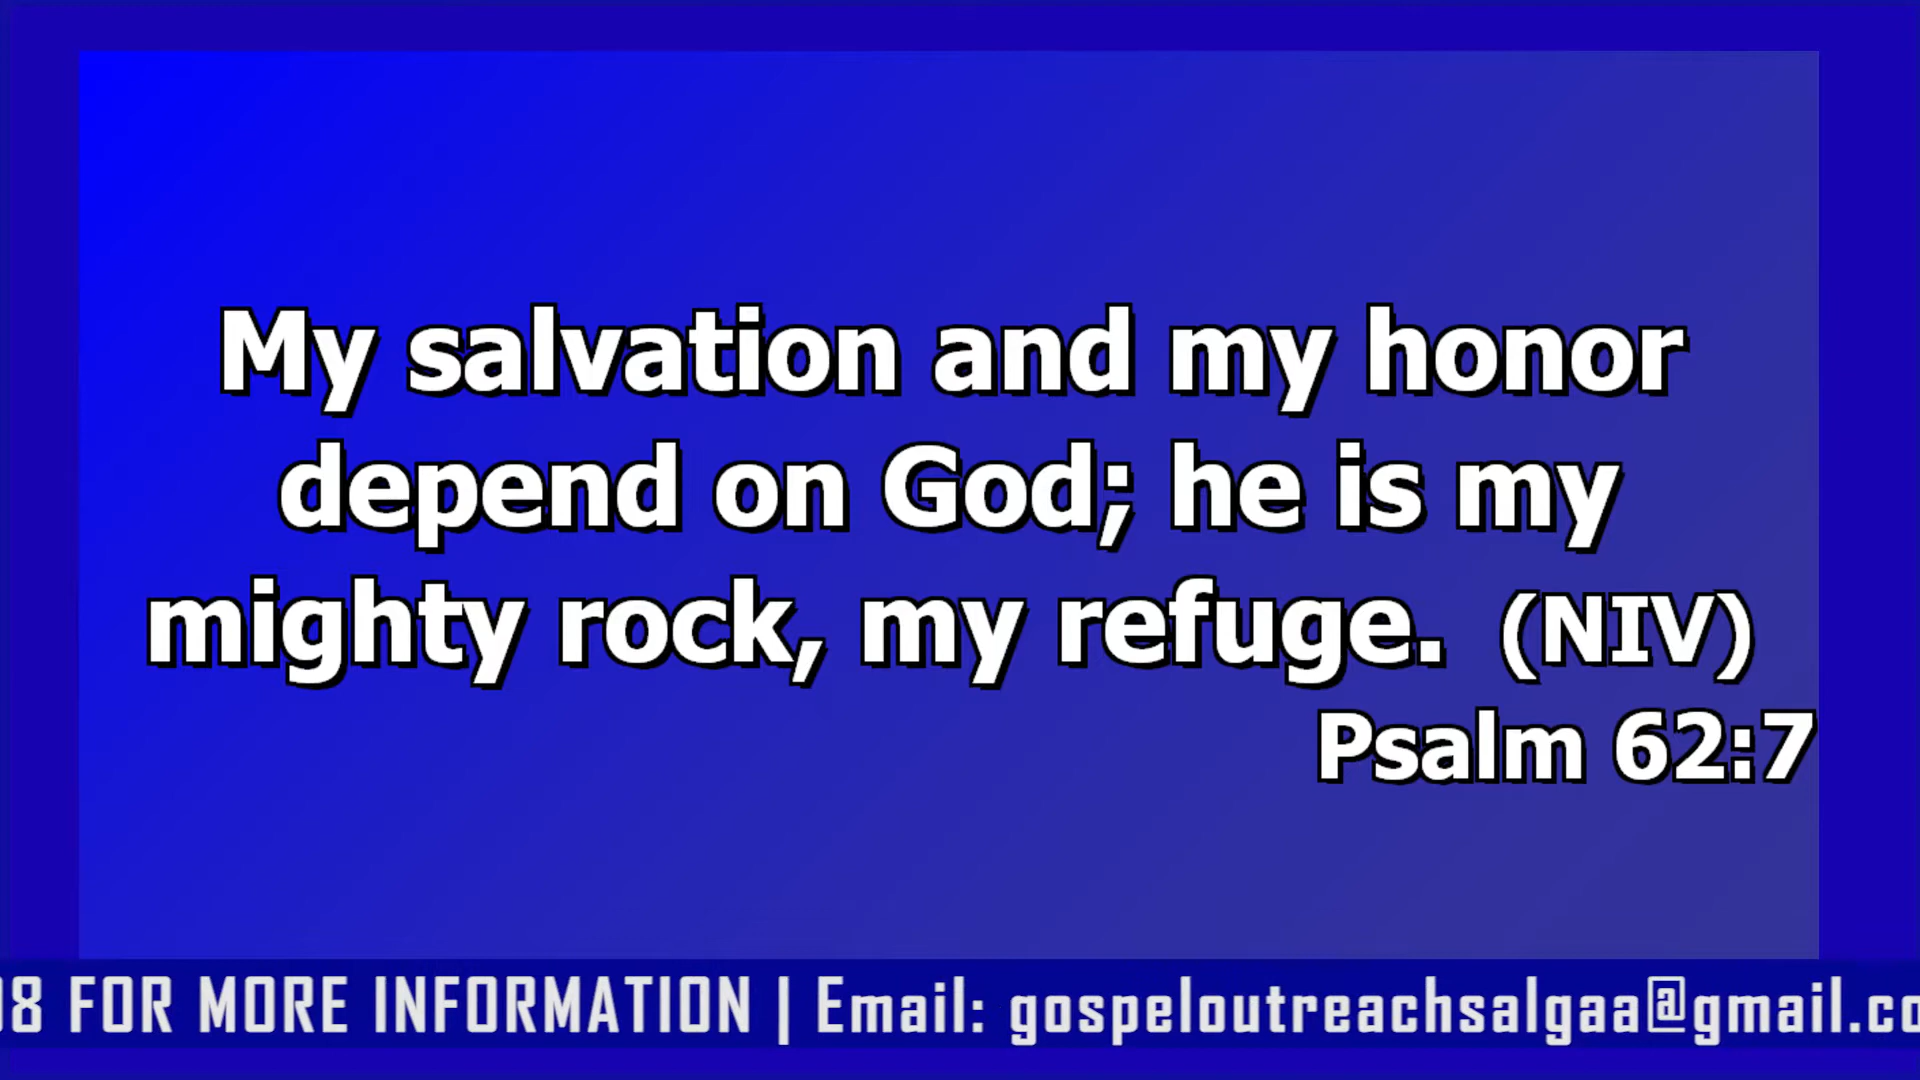 My salvation and my honor
depend on God; he is my
mighty rock, my refuge. (NIV)
Psalm 62:7
8 FOR MORE INFORMATION | Email: gospeloutreachsalgaa@gmail.co